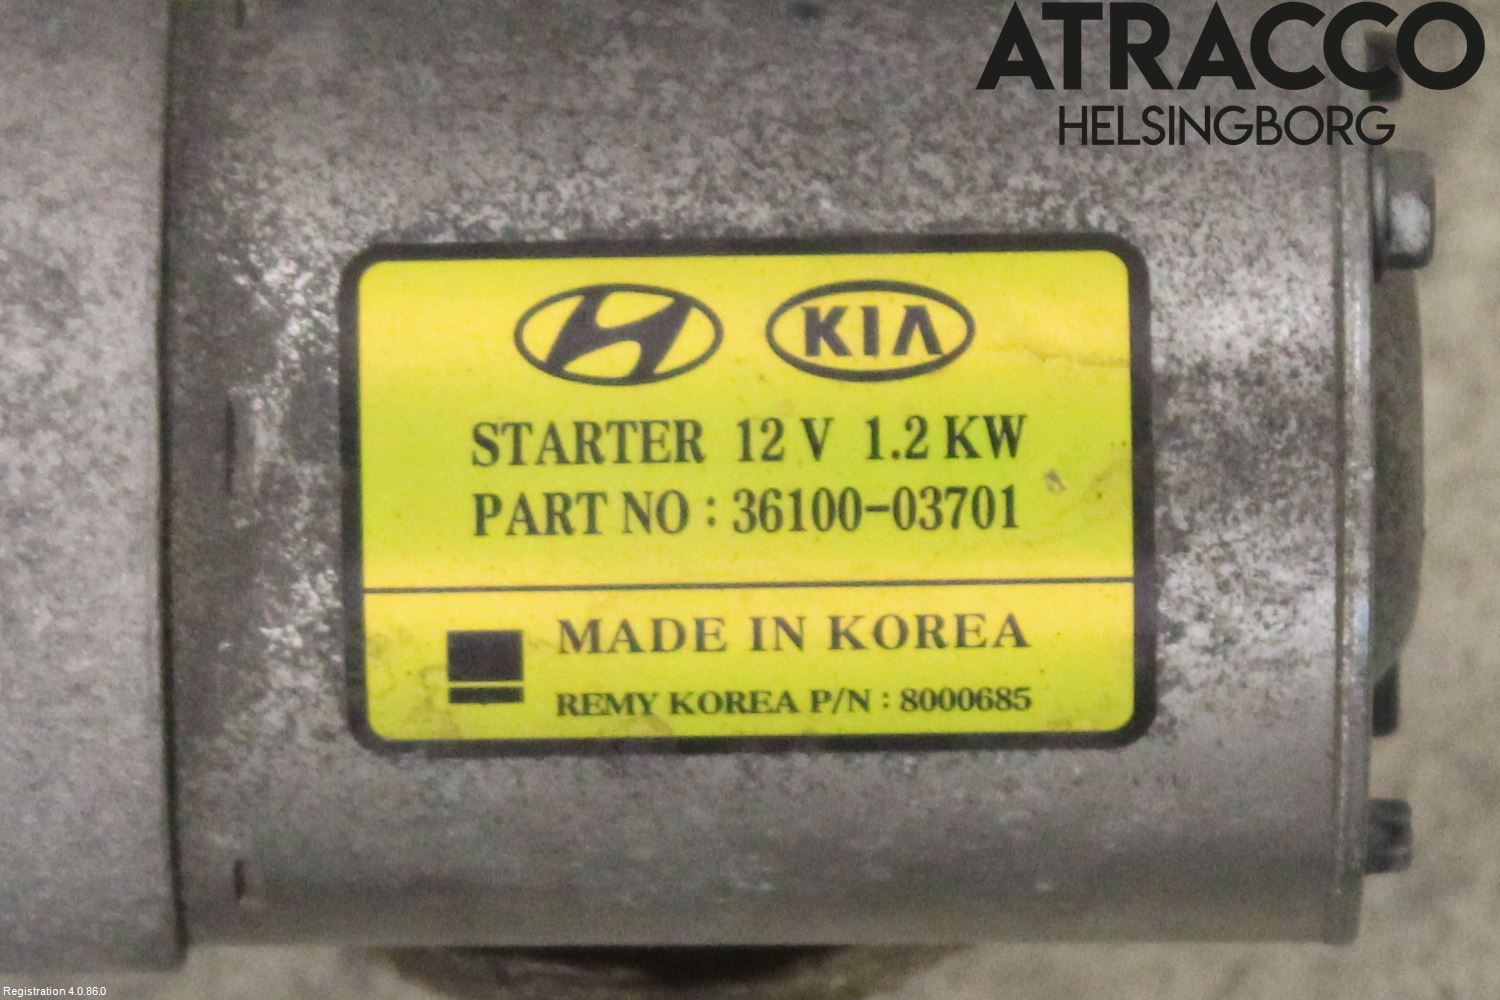 ATRACCO
HELSINGBORG
KIA
STARTER 12 V 1.2 KW
PART NO : 36100-03701
MADE IN KOREA
REMY KOREA P/N : 8000685
Registration 4.0.86.0